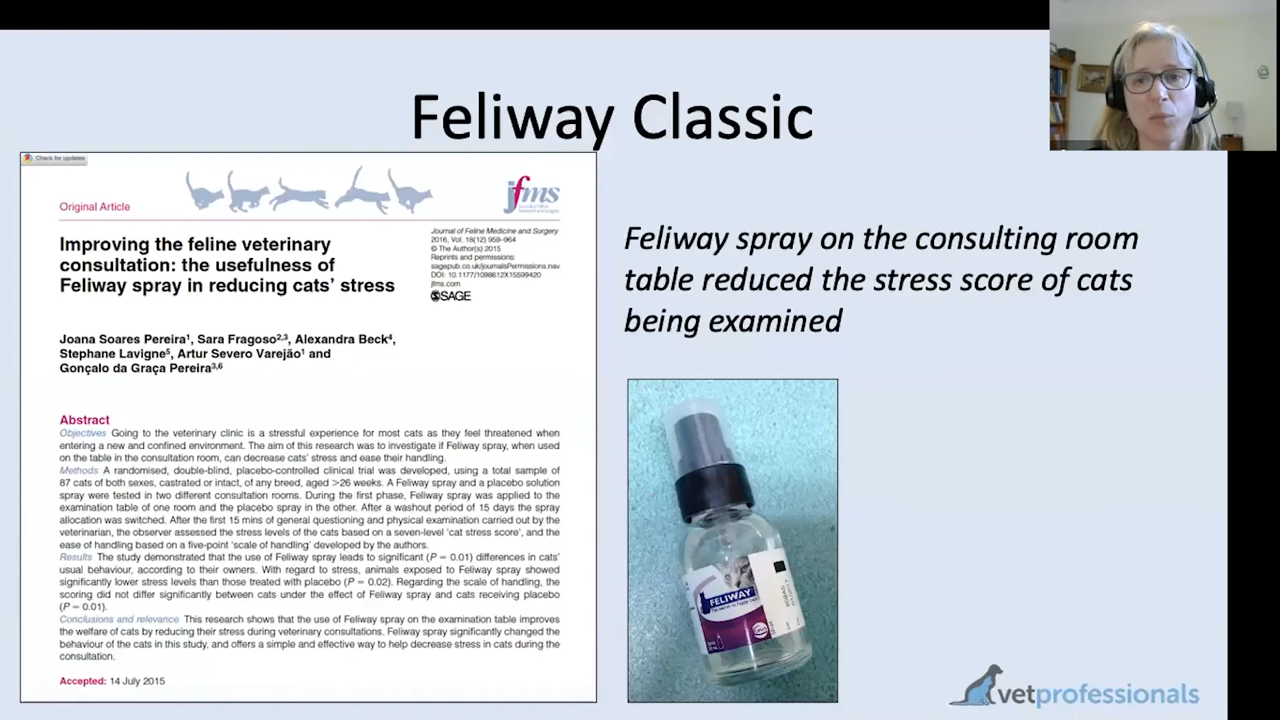 Feliway Classic
Check for updates
Original Article
jfms
Journal of Feline Medicine and Surgery
2016, Vol. 18(12) 959–964
© The Author(s) 2015
Reprints and permissions:
sagepub.co.uk/journalsPermissions.nav
DOI: 10.1177/1098612X15599420
jfms.com
SAGE
Improving the feline veterinary
consultation: the usefulness of
Feliway spray in reducing cats’ stress
Joana Soares Pereira¹, Sara Fragoso²,³, Alexandra Beck⁴,
Stephane Lavigne⁵, Artur Severo Varejão¹ and
Gonçalo da Graça Pereira³,⁶
Abstract
Objectives Going to the veterinary clinic is a stressful experience for most cats as they feel threatened when
entering a new and confined environment. The aim of this research was to investigate if Feliway spray, when used
on the table in the consultation room, can decrease cats’ stress and ease their handling.
Methods A randomised, double-blind, placebo-controlled clinical trial was developed, using a total sample of
87 cats of both sexes, castrated or intact, of any breed, aged >26 weeks. A Feliway spray and a placebo solution
spray were tested in two different consultation rooms. During the first phase, Feliway spray was applied to the
examination table of one room and the placebo spray in the other. After a washout period of 15 days the spray
allocation was switched. After the first 15 mins of general questioning and physical examination carried out by the
veterinarian, the observer assessed the stress levels of the cats based on a seven-level ‘cat stress score’, and the
ease of handling based on a five-point ‘scale of handling’ developed by the authors.
Results The study demonstrated that the use of Feliway spray leads to significant (P = 0.01) differences in cats’
usual behaviour, according to their owners. With regard to stress, animals exposed to Feliway spray showed
significantly lower stress levels than those treated with placebo (P = 0.02). Regarding the scale of handling, the
scoring did not differ significantly between cats under the effect of Feliway spray and cats receiving placebo
(P = 0.01).
Conclusions and relevance This research shows that the use of Feliway spray on the examination table improves
the welfare of cats by reducing their stress during veterinary consultations. Feliway spray significantly changed the
behaviour of the cats in this study, and offers a simple and effective way to help decrease stress in cats during the
consultation.
Accepted: 14 July 2015
Feliway spray on the consulting room
table reduced the stress score of cats
being examined
FELIWAY
vetprofessionals